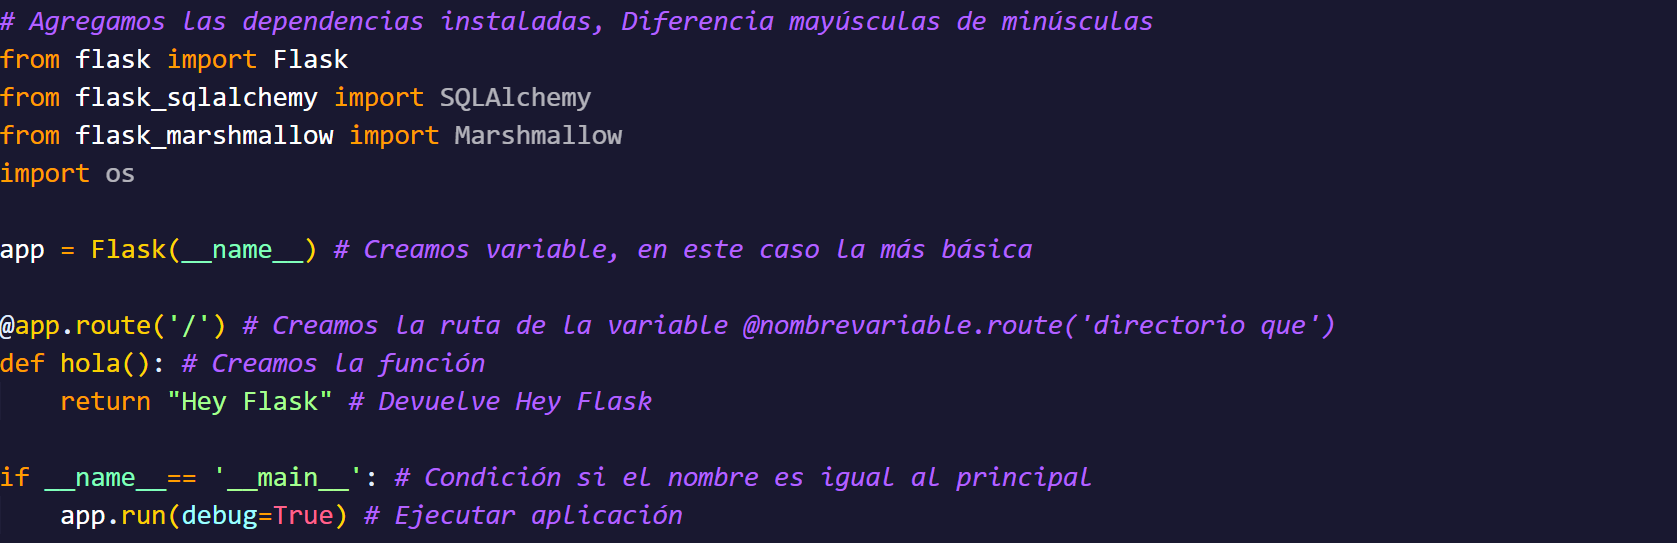 # Agregamos las dependencias instaladas, Diferencia mayúsculas de minúsculas
from flask import Flask
from flask_sqlalchemy import SQLAlchemy
from flask_marshmallow import Marshmallow
import os
app = Flask(__name__) # Creamos variable, en este caso la más básica
@app.route('/') # Creamos la ruta de la variable @nombrevariable.route('directorio que')
def hola(): # Creamos la función
    return "Hey Flask" # Devuelve Hey Flask
if __name__== '__main__': # Condición si el nombre es igual al principal
    app.run(debug=True) # Ejecutar aplicación